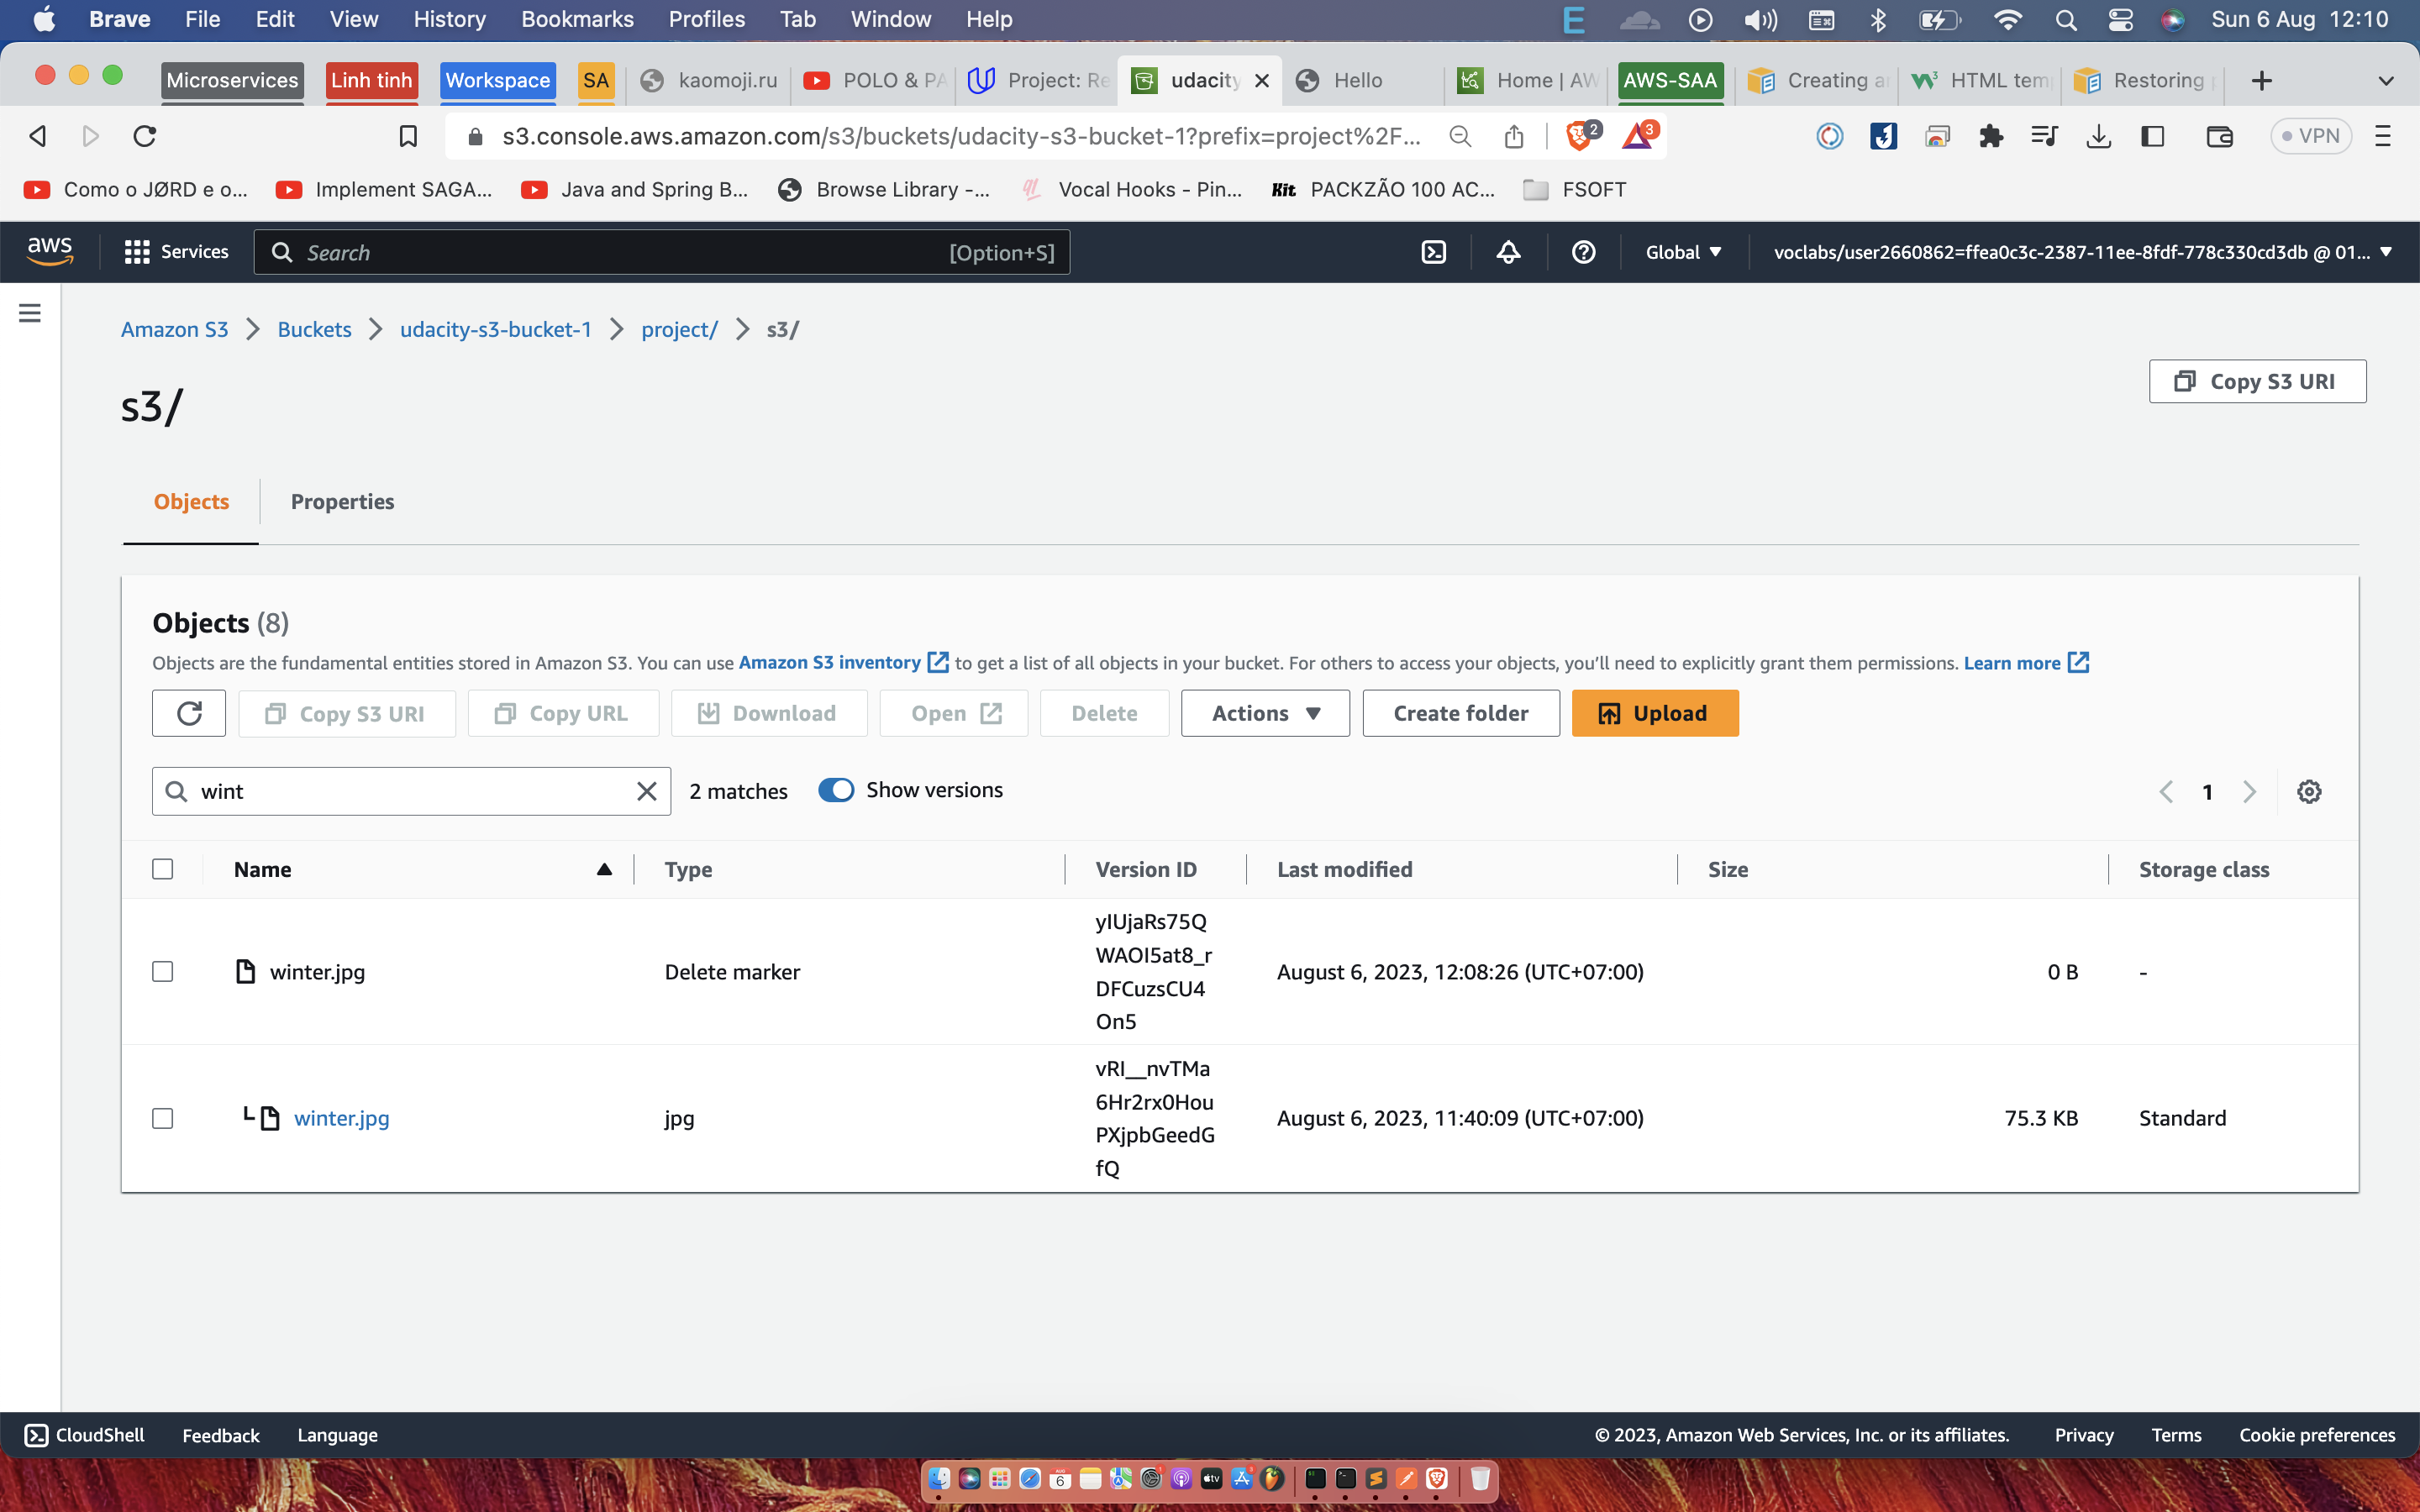 Brave File Edit View History Bookmarks Profiles Tab Window Help Sun 6 Aug 12:10
Microservices Linh tinh Workspace SA kaomoji.ru POLO & PA Project: Re udacity Hello Home | AW AWS-SAA Creating a HTML tem Restoring
s3.console.aws.amazon.com/s3/buckets/udacity-s3-bucket-1?prefix=project%2F... 2 3 VPN
Como o JØRD e o... Implement SAGA... Java and Spring B... Browse Library -... Vocal Hooks - Pin... Kit PACKZÃO 100 AC... FSOFT
aws Services Search [Option+S] Global voclabs/user2660862=ffea0c3c-2387-11ee-8fdf-778c330cd3db @ 01...
Amazon S3 Buckets udacity-s3-bucket-1 project/ s3/
Copy S3 URI
s3/
Objects Properties
Objects (8)
Objects are the fundamental entities stored in Amazon S3. You can use Amazon S3 inventory to get a list of all objects in your bucket. For others to access your objects, you'll need to explicitly grant them permissions. Learn more
Copy S3 URI Copy URL Download Open Delete Actions Create folder Upload
wint 2 matches Show versions 1
Name Type Version ID Last modified Size Storage class
winter.jpg Delete marker yIUjaRs75Q August 6, 2023, 12:08:26 (UTC+07:00) 0 B -
WAOI5at8_r
DFCuzsCU4
On5
winter.jpg jpg vRI__nvTMa August 6, 2023, 11:40:09 (UTC+07:00) 75.3 KB Standard
6Hr2rx0Hou
PXjpbGeedG
fQ
CloudShell Feedback Language © 2023, Amazon Web Services, Inc. or its affiliates. Privacy Terms Cookie preferences